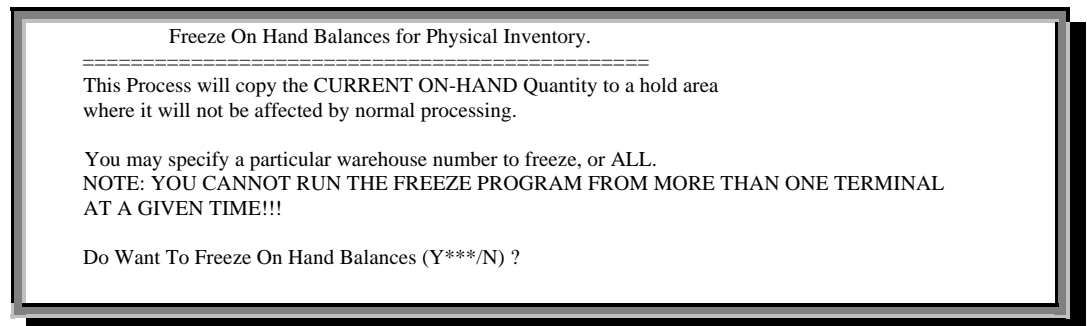 Freeze On Hand Balances for Physical Inventory.
=================================================
This Process will copy the CURRENT ON-HAND Quantity to a hold area
where it will not be affected by normal processing.
You may specify a particular warehouse number to freeze, or ALL.
NOTE: YOU CANNOT RUN THE FREEZE PROGRAM FROM MORE THAN ONE TERMINAL
AT A GIVEN TIME!!!
Do Want To Freeze On Hand Balances (Y***/N) ?